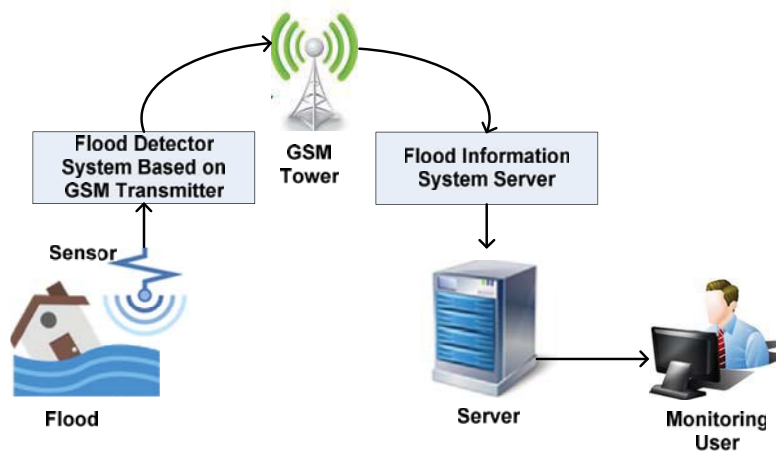 Flood Detector
System Based on
GSM Transmitter
GSM
Tower
Flood Information
System Server
Sensor
Flood
Server
Monitoring
User